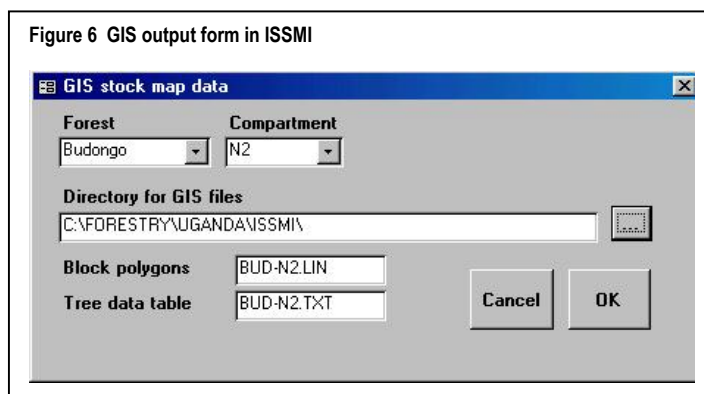 Figure 6 GIS output form in ISSMI
GIS stock map data
Forest Compartment
Budongo N2
Directory for GIS files
C:\FORESTRY\UGANDA\ISSMI\
...
Block polygons BUD-N2.LIN
Tree data table BUD-N2.TXT
Cancel OK